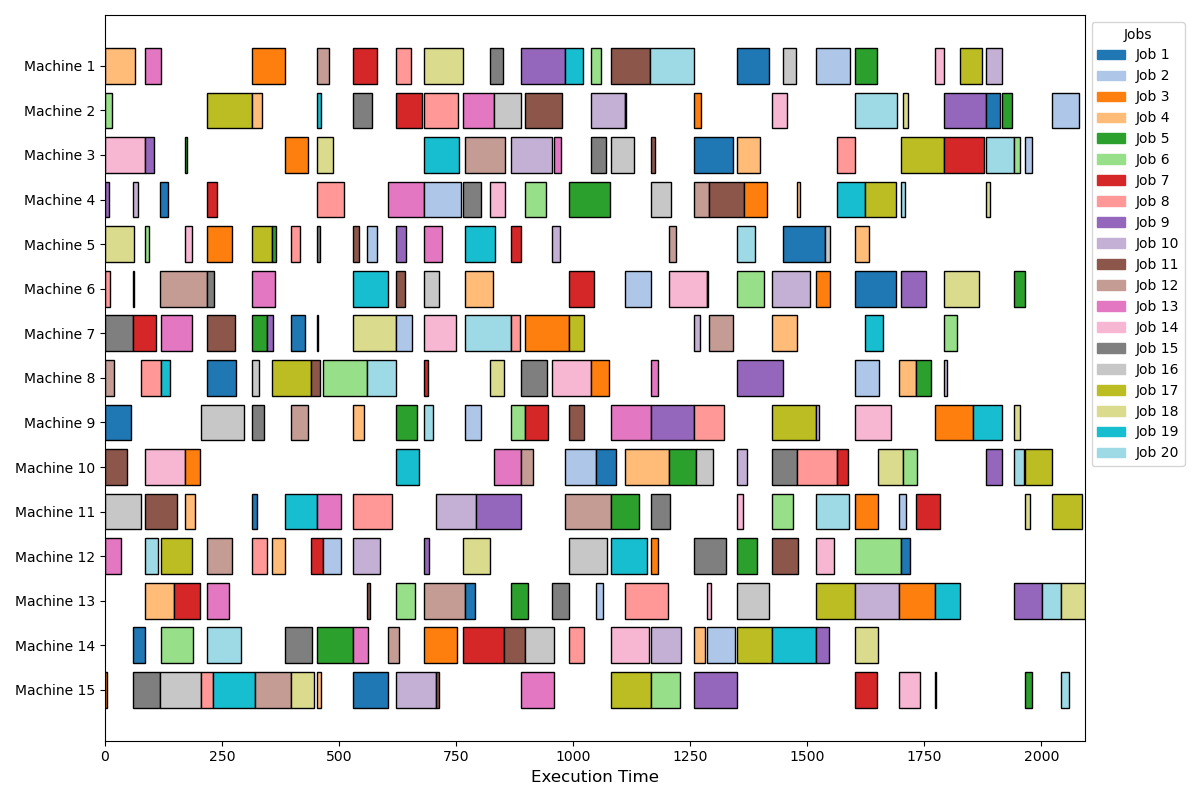 Machine 1
Machine 2
Machine 3
Machine 4
Machine 5
Machine 6
Machine 7
Machine 8
Machine 9
Machine 10
Machine 11
Machine 12
Machine 13
Machine 14
Machine 15
0 250 500 750 1000 1250 1500 1750 2000
Execution Time
Jobs
Job 1
Job 2
Job 3
Job 4
Job 5
Job 6
Job 7
Job 8
Job 9
Job 10
Job 11
Job 12
Job 13
Job 14
Job 15
Job 16
Job 17
Job 18
Job 19
Job 20